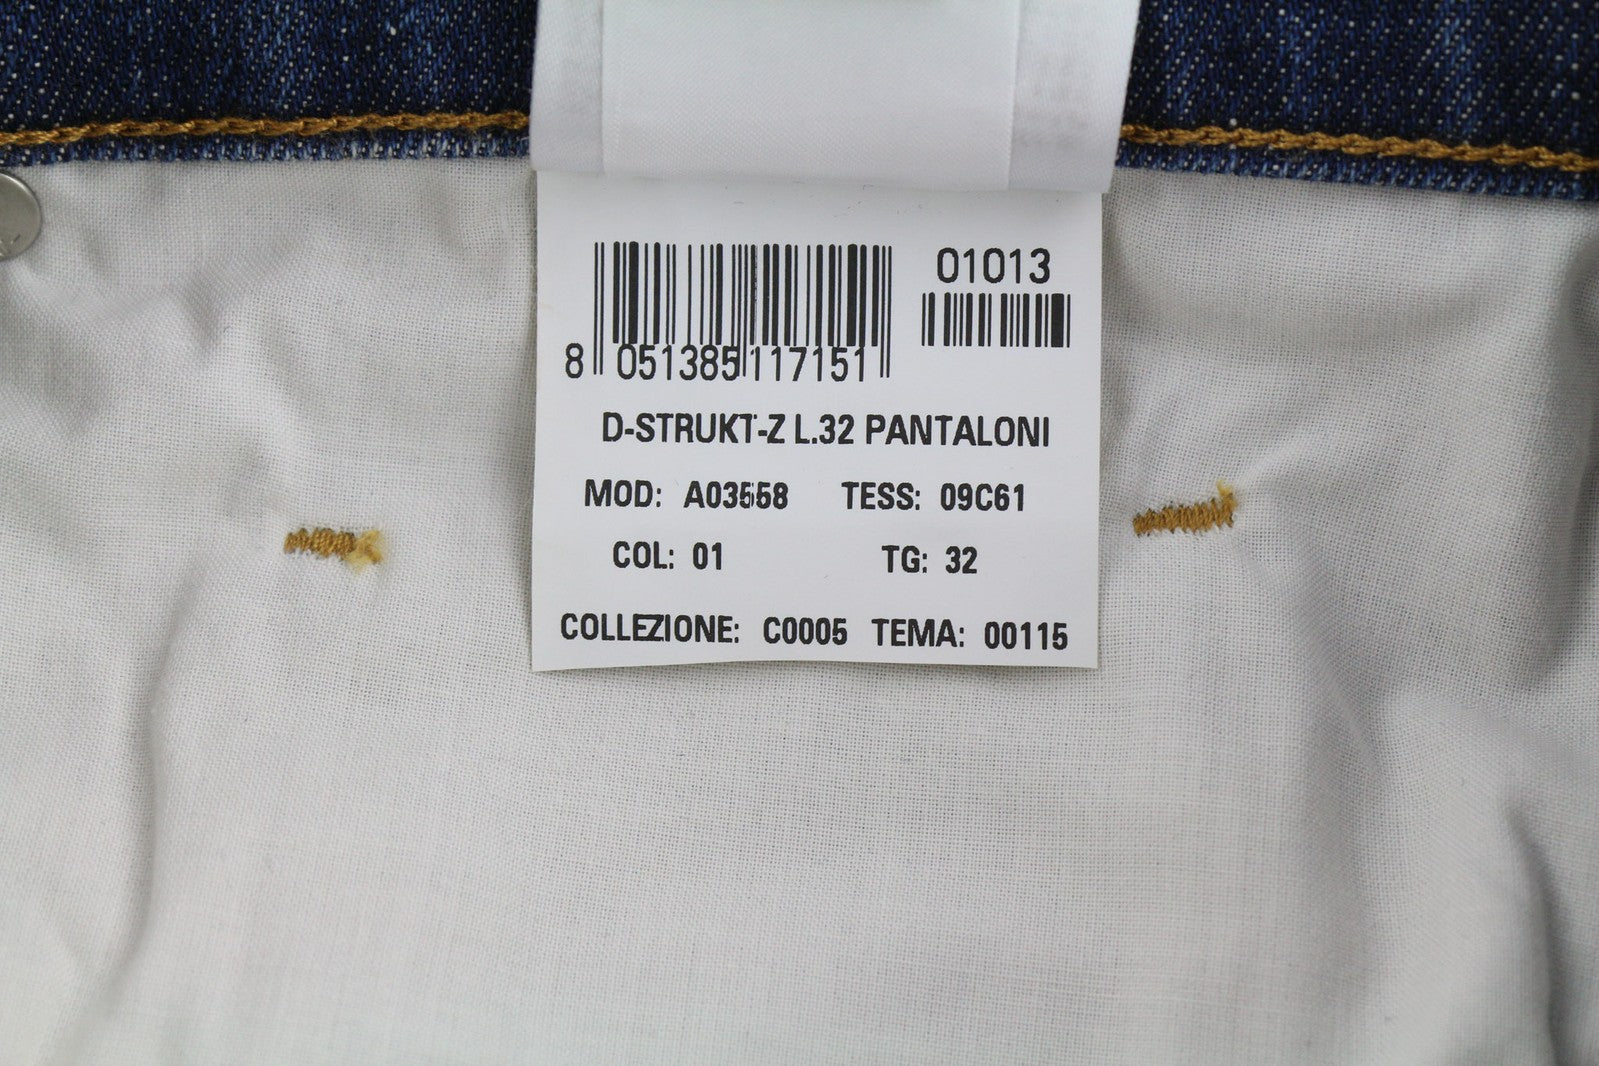 01013
8 051385 117151
D-STRUKT-Z L.32 PANTALONI
MOD: A03558 TESS: 09C61
COL: 01 TG: 32
COLLEZIONE: C0005 TEMA: 00115